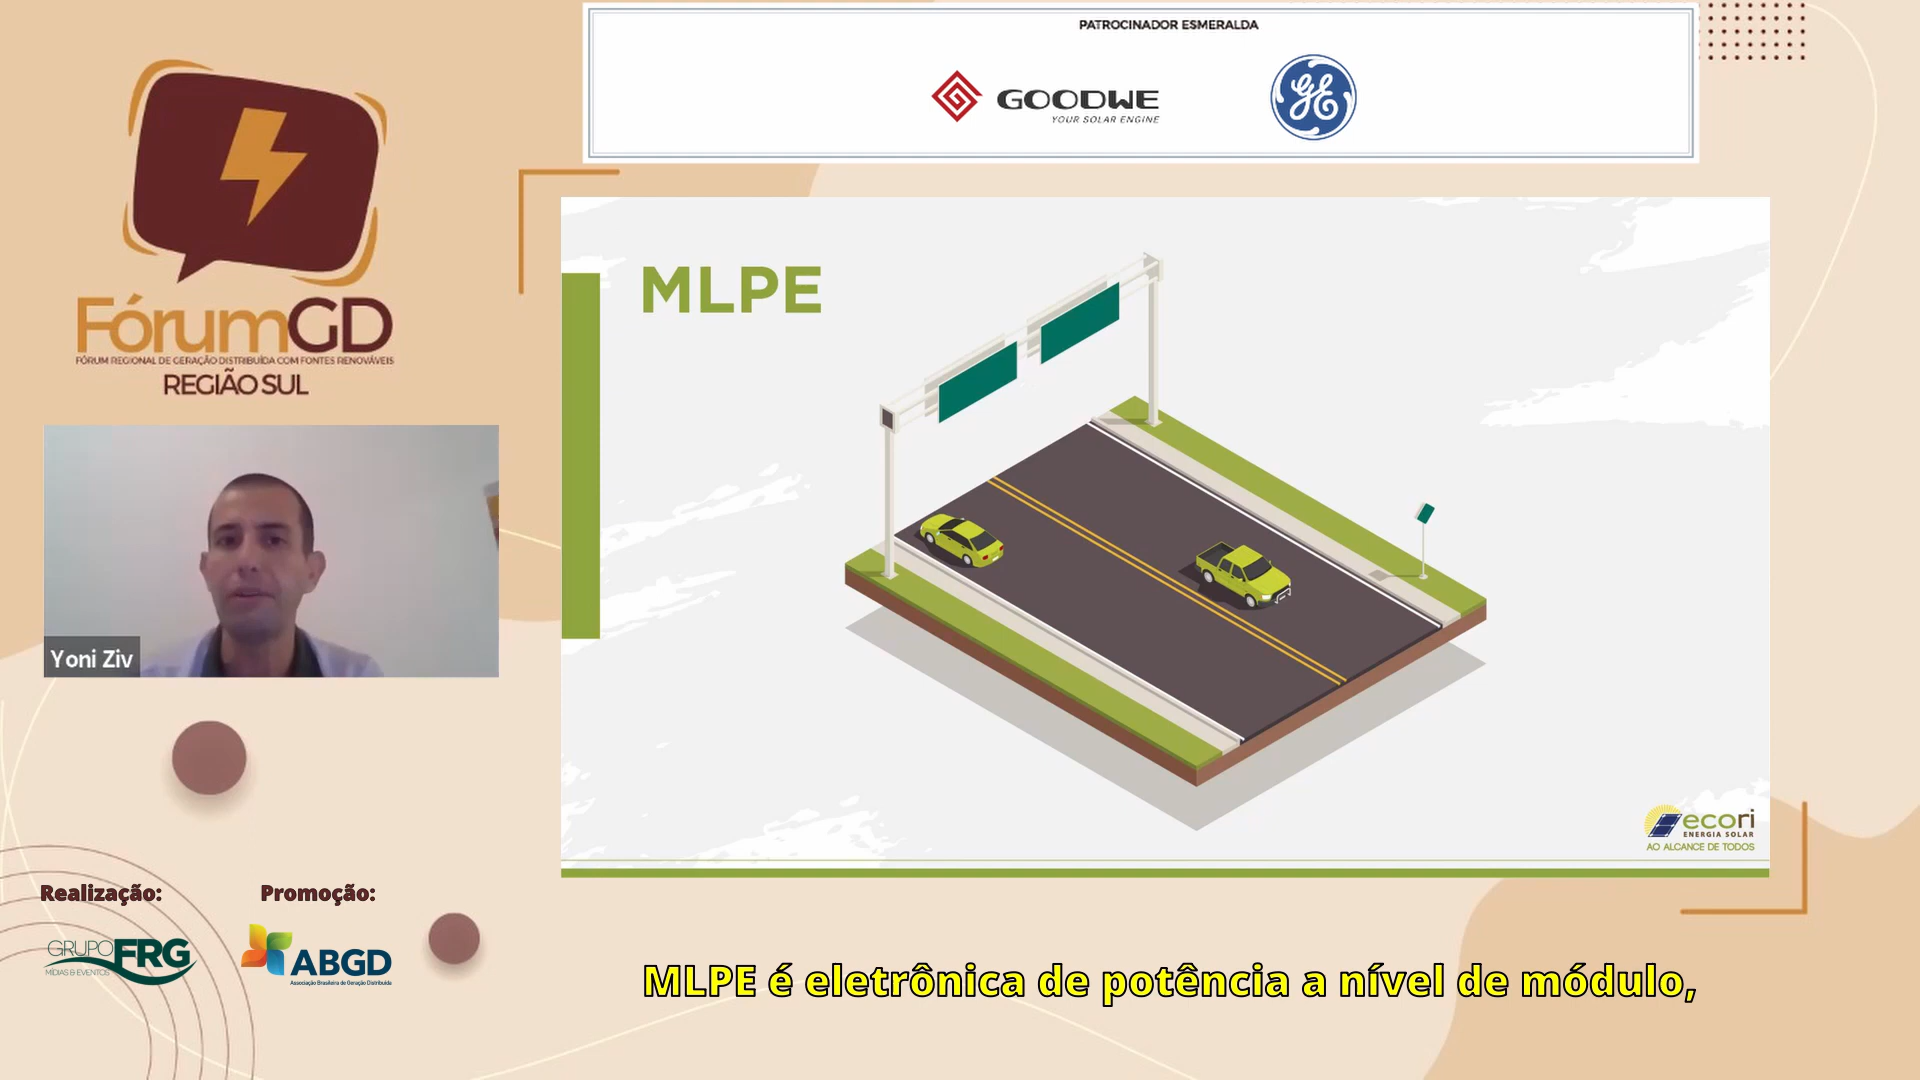 PATROCINADOR ESMERALDA
GOODWE
YOUR SOLAR ENGINE
GE
FórumGD
FÓRUM REGIONAL DE GERAÇÃO DISTRIBUÍDA COM FONTES RENOVÁVEIS
REGIÃO SUL
MLPE
Yoni Ziv
ecori
ENERGIA SOLAR
AO ALCANCE DE TODOS
Realização:
Promoção:
GRUPO FRG
MÍDIAS & EVENTOS
ABGD
Associação Brasileira de Geração Distribuída
MLPE é eletrônica de potência a nível de módulo,